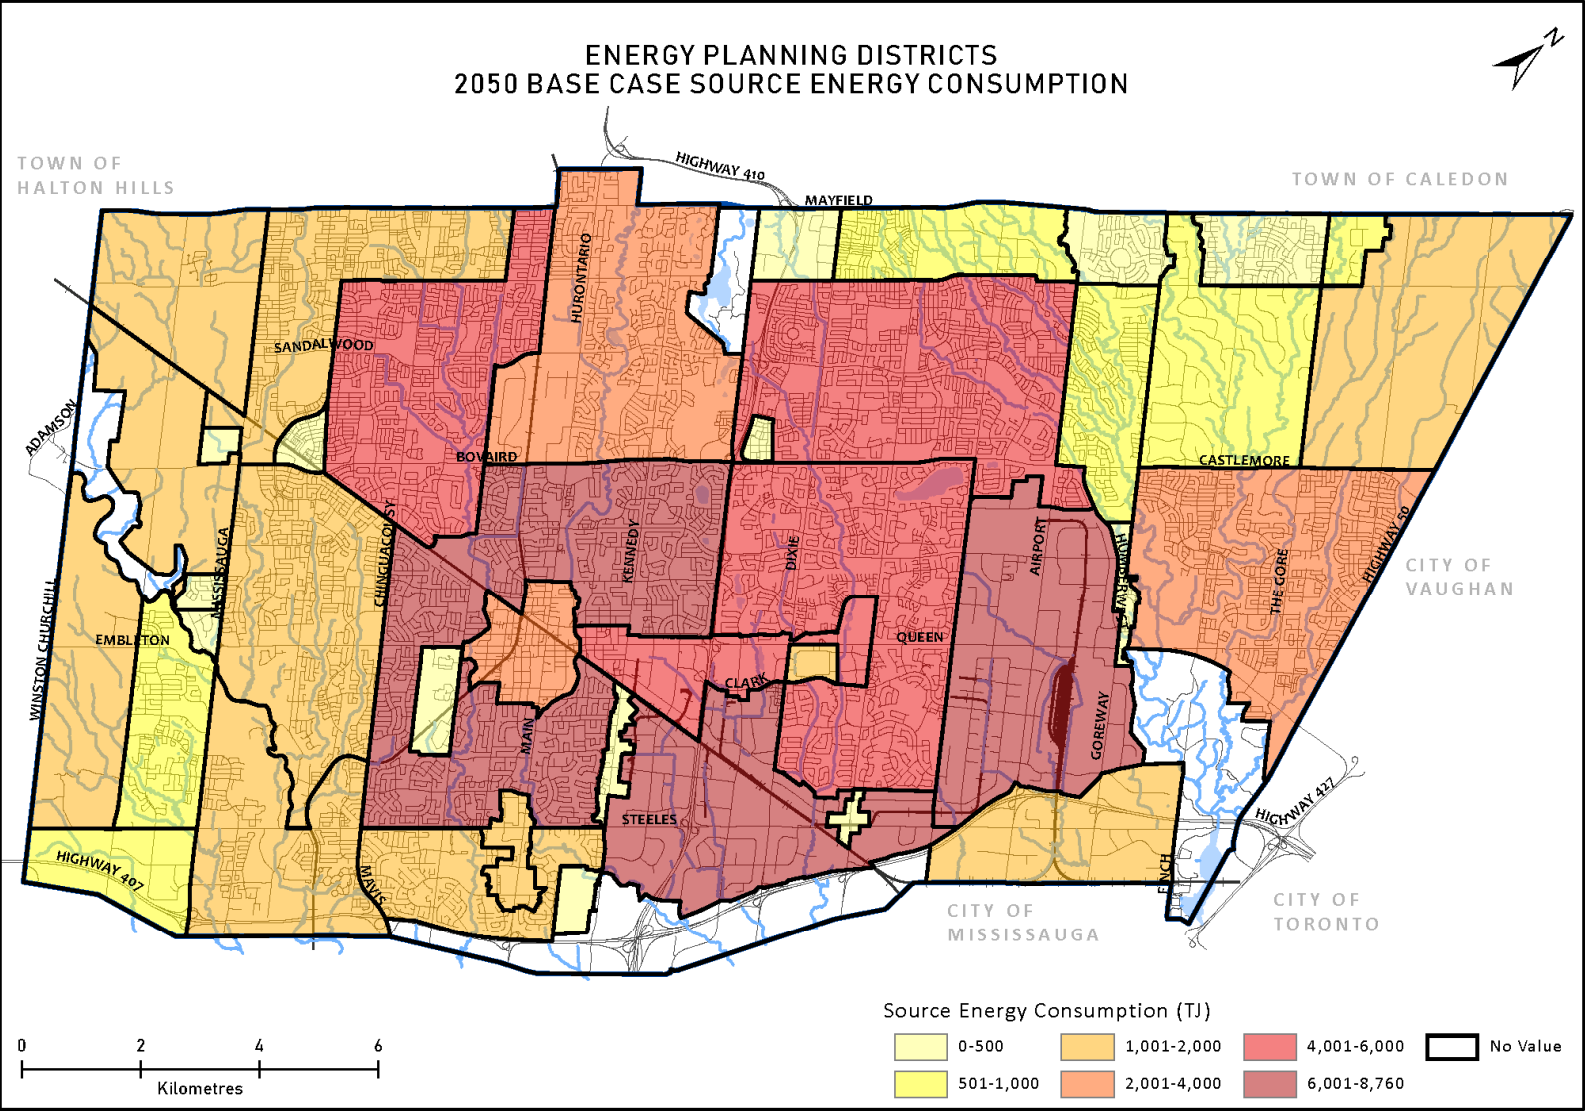 ENERGY PLANNING DISTRICTS
2050 BASE CASE SOURCE ENERGY CONSUMPTION
N
TOWN OF
HALTON HILLS
HIGHWAY 410
MAYFIELD
TOWN OF CALEDON
HURONTARIO
SANDALWOOD
ADAMSON
BOVAIRD
CASTLEMORE
CHINGUACOUSY
MISSISSAUGA
KENNEDY
DIXIE
AIRPORT
HUMBERWEST
THE GORE
HIGHWAY 50
CITY OF
VAUGHAN
WINSTON CHURCHILL
EMBLETON
QUEEN
CLARK
MAIN
GOREWAY
STEELES
HIGHWAY 427
HIGHWAY 407
MAVIS
FINCH
CITY OF
MISSISSAUGA
CITY OF
TORONTO
Source Energy Consumption (TJ)
0-500
1,001-2,000
4,001-6,000
No Value
501-1,000
2,001-4,000
6,001-8,760
0 2 4 6
Kilometres